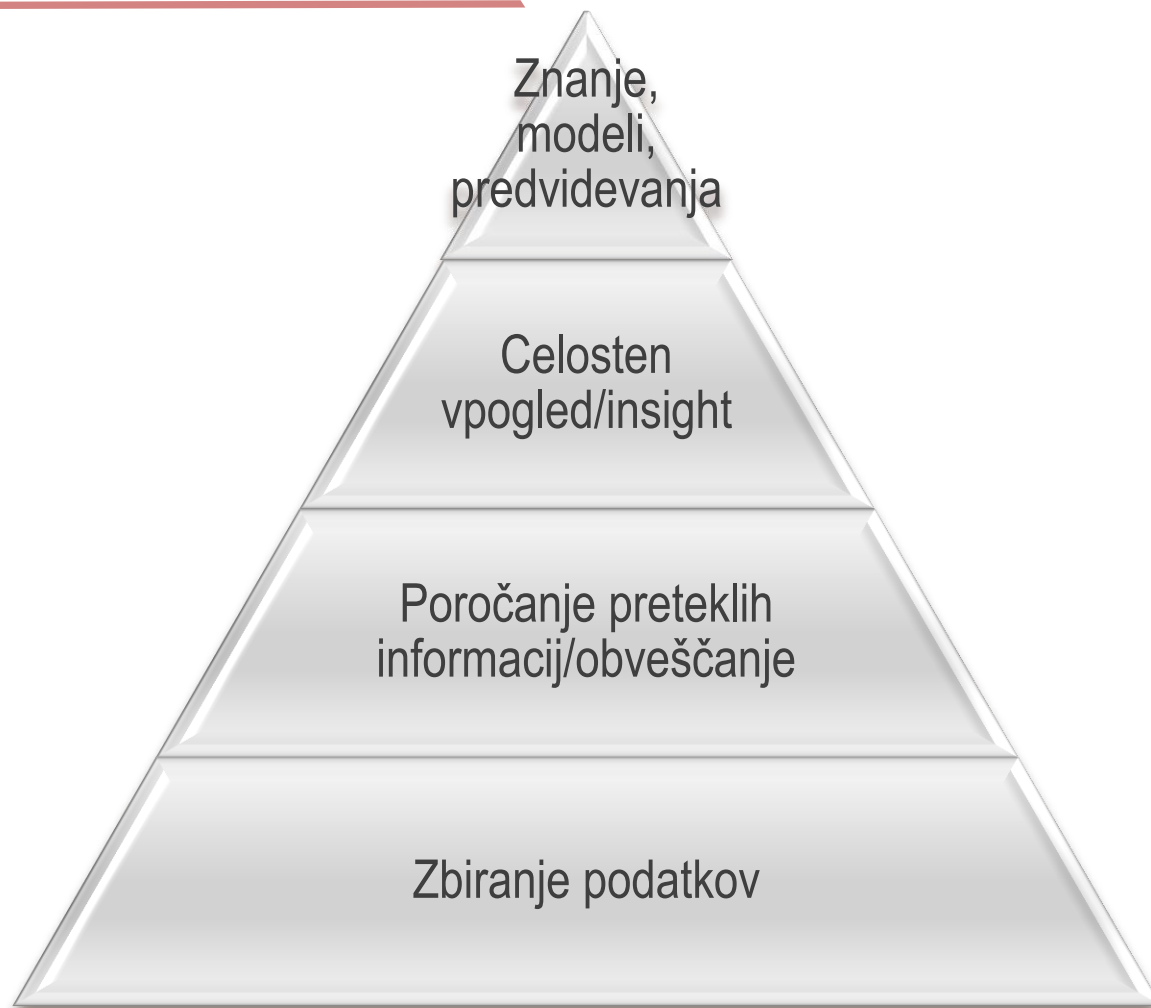 Znanje,
modeli,
predvidevanja
Celosten
vpogled/insight
Poročanje preteklih
informacij/obveščanje
Zbiranje podatkov